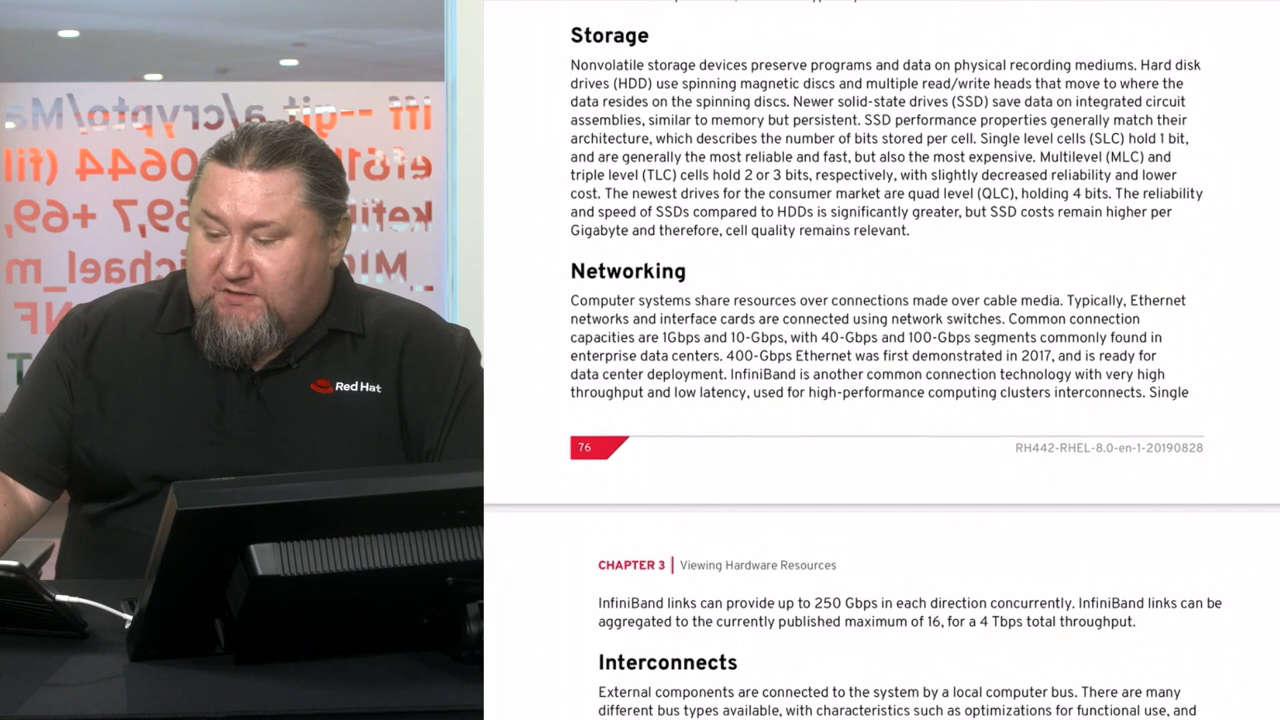 Storage
Nonvolatile storage devices preserve programs and data on physical recording mediums. Hard disk
drives (HDD) use spinning magnetic discs and multiple read/write heads that move to where the
data resides on the spinning discs. Newer solid-state drives (SSD) save data on integrated circuit
assemblies, similar to memory but persistent. SSD performance properties generally match their
architecture, which describes the number of bits stored per cell. Single level cells (SLC) hold 1 bit,
and are generally the most reliable and fast, but also the most expensive. Multilevel (MLC) and
triple level (TLC) cells hold 2 or 3 bits, respectively, with slightly decreased reliability and lower
cost. The newest drives for the consumer market are quad level (QLC), holding 4 bits. The reliability
and speed of SSDs compared to HDDs is significantly greater, but SSD costs remain higher per
Gigabyte and therefore, cell quality remains relevant.
Networking
Computer systems share resources over connections made over cable media. Typically, Ethernet
networks and interface cards are connected using network switches. Common connection
capacities are 1Gbps and 10-Gbps, with 40-Gbps and 100-Gbps segments commonly found in
enterprise data centers. 400-Gbps Ethernet was first demonstrated in 2017, and is ready for
data center deployment. InfiniBand is another common connection technology with very high
throughput and low latency, used for high-performance computing clusters interconnects. Single
76 RH442-RHEL-8.0-en-1-20190828
CHAPTER 3 | Viewing Hardware Resources
InfiniBand links can provide up to 250 Gbps in each direction concurrently. InfiniBand links can be
aggregated to the currently published maximum of 16, for a 4 Tbps total throughput.
Interconnects
External components are connected to the system by a local computer bus. There are many
different bus types available, with characteristics such as optimizations for functional use, and
iff --git a/crypto/Ma
0644 (fil
69,7 +69,
kefil
ichael_m
NF
Red Hat